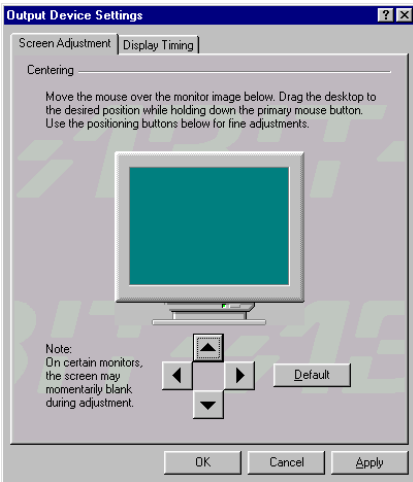 Output Device Settings
Screen Adjustment Display Timing
Centering
Move the mouse over the monitor image below. Drag the desktop to
the desired position while holding down the primary mouse button.
Use the positioning buttons below for fine adjustments.
Note:
On certain monitors,
the screen may
momentarily blank
during adjustment.
Default
OK Cancel Apply